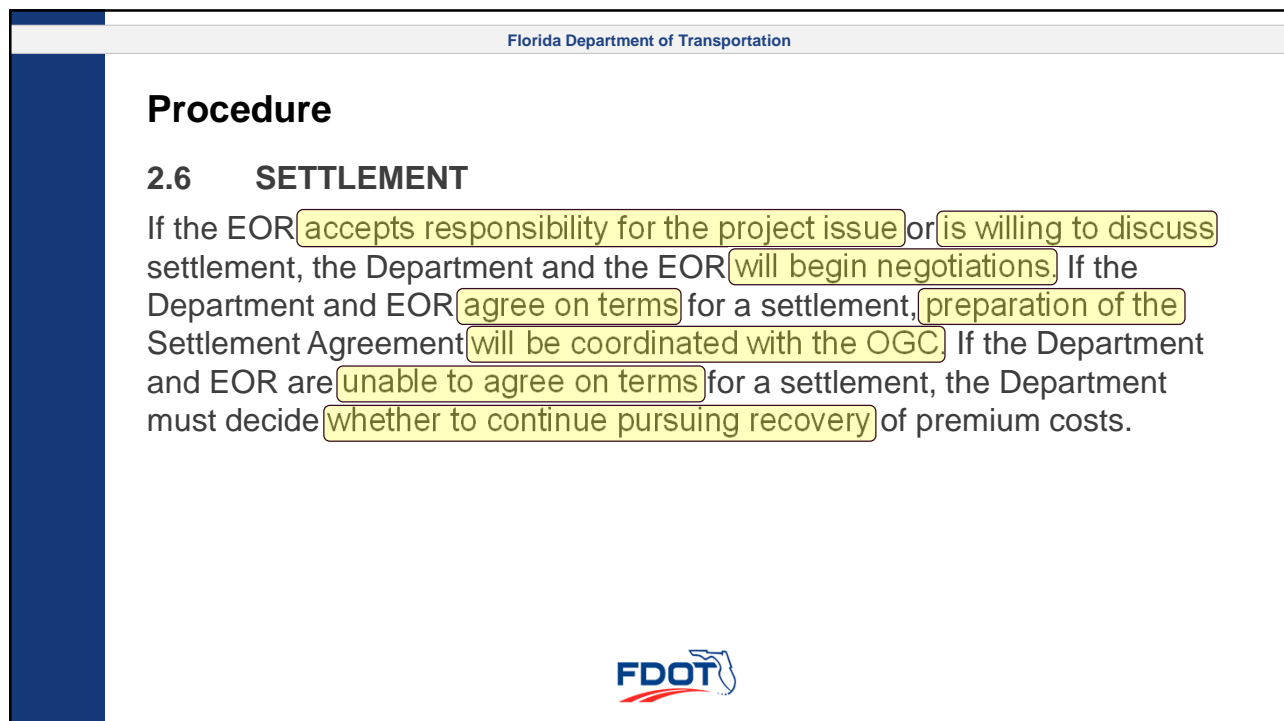 Florida Department of Transportation
Procedure
2.6 SETTLEMENT
If the EOR accepts responsibility for the project issue or is willing to discuss
settlement, the Department and the EOR will begin negotiations. If the
Department and EOR agree on terms for a settlement, preparation of the
Settlement Agreement will be coordinated with the OGC. If the Department
and EOR are unable to agree on terms for a settlement, the Department
must decide whether to continue pursuing recovery of premium costs.
FDOT